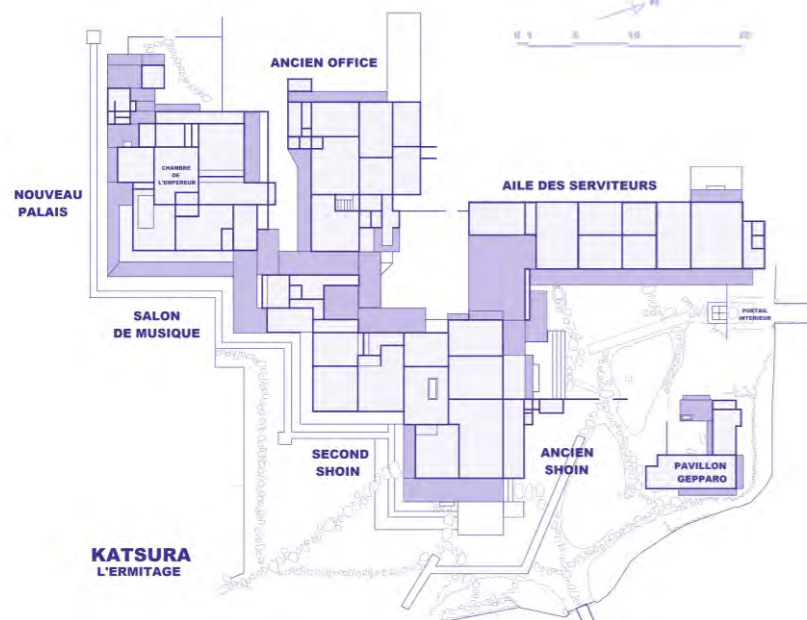 N
0 1 5 10 20
ANCIEN OFFICE
CHAMBRE
DE
L'EMPEREUR
AILE DES SERVITEURS
NOUVEAU
PALAIS
SALON
DE MUSIQUE
PORTAIL
INTERIEUR
SECOND
SHOIN
ANCIEN
SHOIN
PAVILLON
GEPPARO
KATSURA
L'ERMITAGE